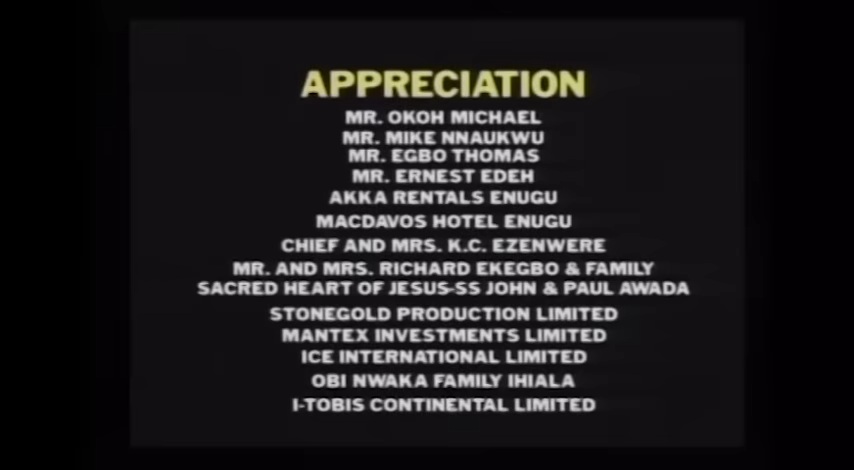 APPRECIATION
MR. OKOH MICHAEL
MR. MIKE NNAUKWU
MR. EGBO THOMAS
MR. ERNEST EDEH
AKKA RENTALS ENUGU
MACDAVOS HOTEL ENUGU
CHIEF AND MRS. K.C. EZENWERE
MR. AND MRS. RICHARD EKEGBO & FAMILY
SACRED HEART OF JESUS-SS JOHN & PAUL AWADA
STONEGOLD PRODUCTION LIMITED
MANTEX INVESTMENTS LIMITED
ICE INTERNATIONAL LIMITED
OBI NWAKA FAMILY IHIALA
I-TOBIS CONTINENTAL LIMITED